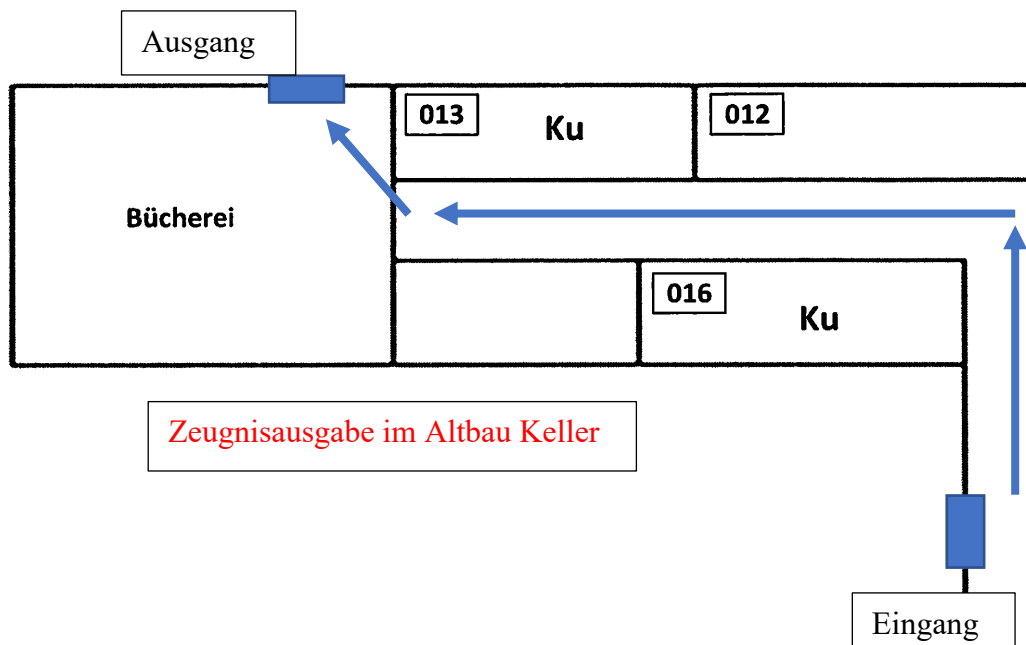 Ausgang
013
Ku
012
Bücherei
016
Ku
Zeugnisausgabe im Altbau Keller
Eingang